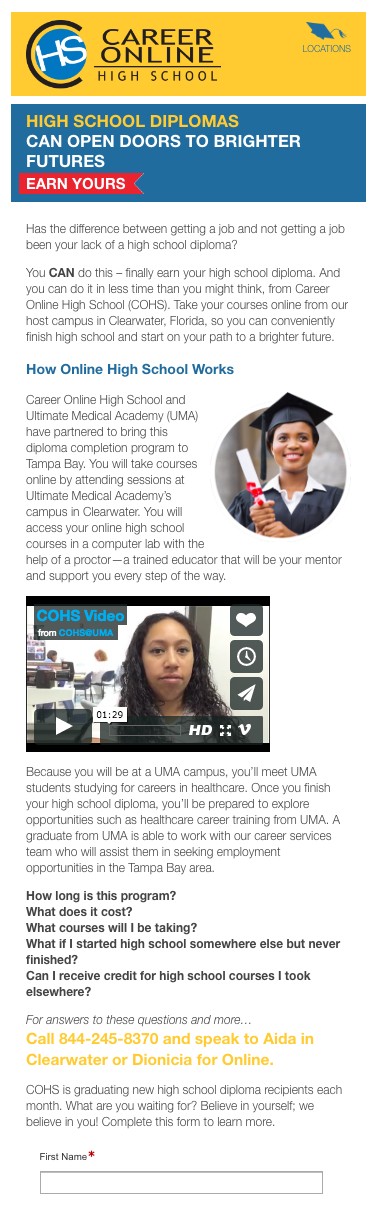 CHS
CAREER
ONLINE
HIGH SCHOOL
LOCATIONS
HIGH SCHOOL DIPLOMAS
CAN OPEN DOORS TO BRIGHTER
FUTURES
EARN YOURS
Has the difference between getting a job and not getting a job
been your lack of a high school diploma?
You CAN do this – finally earn your high school diploma. And
you can do it in less time than you might think, from Career
Online High School (COHS). Take your courses online from our
host campus in Clearwater, Florida, so you can conveniently
finish high school and start on your path to a brighter future.
How Online High School Works
Career Online High School and
Ultimate Medical Academy (UMA)
have partnered to bring this
diploma completion program to
Tampa Bay. You will take courses
online by attending sessions at
Ultimate Medical Academy's
campus in Clearwater. You will
access your online high school
courses in a computer lab with the
help of a proctor—a trained educator that will be your mentor
and support you every step of the way.
COHS Video
from COHS@UMA
01:29
HD
Because you will be at a UMA campus, you'll meet UMA
students studying for careers in healthcare. Once you finish
your high school diploma, you'll be prepared to explore
opportunities such as healthcare career training from UMA. A
graduate from UMA is able to work with our career services
team who will assist them in seeking employment
opportunities in the Tampa Bay area.
How long is this program?
What does it cost?
What courses will I be taking?
What if I started high school somewhere else but never
finished?
Can I receive credit for high school courses I took
elsewhere?
For answers to these questions and more…
Call 844-245-8370 and speak to Aida in
Clearwater or Dionicia for Online.
COHS is graduating new high school diploma recipients each
month. What are you waiting for? Believe in yourself; we
believe in you! Complete this form to learn more.
First Name*